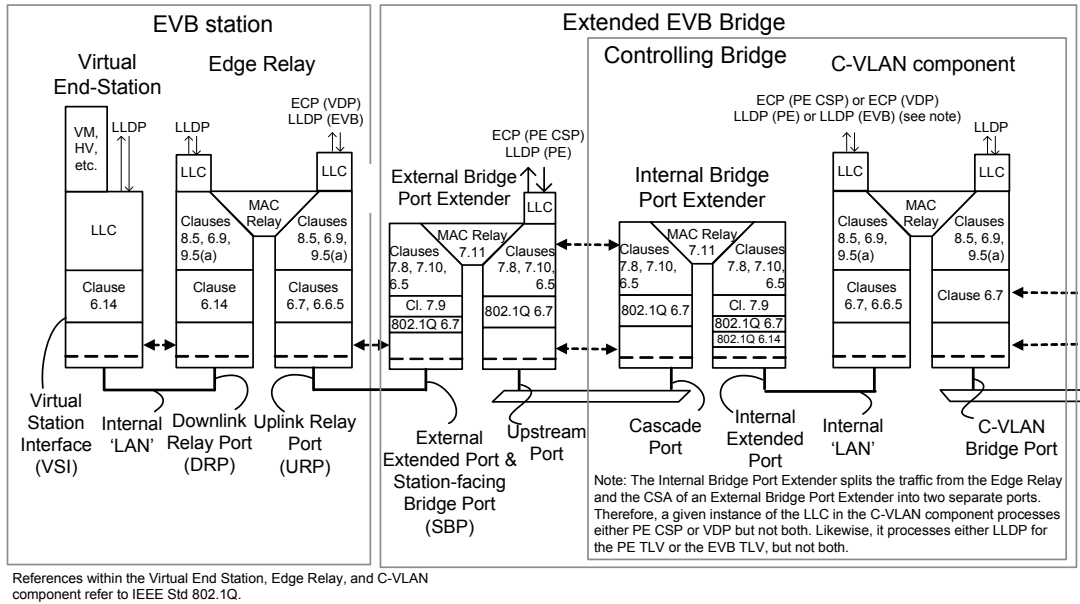 EVB station
Extended EVB Bridge
Controlling Bridge
Virtual
End-Station
Edge Relay
C-VLAN component
VM,
HV,
etc.
LLDP
LLC
Clause
6.14
LLDP
LLC
MAC
Relay
Clauses
8.5, 6.9,
9.5(a)
Clause
6.14
ECP (VDP)
LLDP (EVB)
LLC
Clauses
8.5, 6.9,
9.5(a)
Clauses
6.7, 6.6.5
External Bridge
Port Extender
ECP (PE CSP)
LLDP (PE)
LLC
MAC Relay
7.11
Clauses
7.8, 7.10,
6.5
Cl. 7.9
802.1Q 6.7
Clauses
7.8, 7.10,
6.5
802.1Q 6.7
Internal Bridge
Port Extender
MAC Relay
7.11
Clauses
7.8, 7.10,
6.5
802.1Q 6.7
Clauses
7.8, 7.10,
6.5
Cl. 7.9
802.1Q 6.7
802.1Q 6.14
ECP (PE CSP) or ECP (VDP)
LLDP (PE) or LLDP (EVB) (see note)
LLC
MAC
Relay
Clauses
8.5, 6.9,
9.5(a)
Clauses
6.7, 6.6.5
LLDP
LLC
Clauses
8.5, 6.9,
9.5(a)
Clause 6.7
Virtual
Station
Interface
(VSI)
Internal
‘LAN’
Downlink
Relay Port
(DRP)
Uplink Relay
Port
(URP)
External
Extended Port &
Station-facing
Bridge Port
(SBP)
Upstream
Port
Cascade
Port
Internal
Extended
Port
Internal
‘LAN’
C-VLAN
Bridge Port
Note: The Internal Bridge Port Extender splits the traffic from the Edge Relay
and the CSA of an External Bridge Port Extender into two separate ports.
Therefore, a given instance of the LLC in the C-VLAN component processes
either PE CSP or VDP but not both. Likewise, it processes either LLDP for
the PE TLV or the EVB TLV, but not both.
References within the Virtual End Station, Edge Relay, and C-VLAN
component refer to IEEE Std 802.1Q.